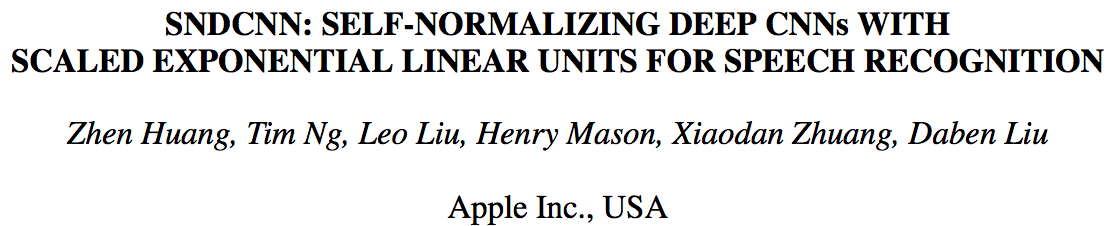 SNDCNN: SELF-NORMALIZING DEEP CNNs WITH
SCALED EXPONENTIAL LINEAR UNITS FOR SPEECH RECOGNITION
Zhen Huang, Tim Ng, Leo Liu, Henry Mason, Xiaodan Zhuang, Daben Liu
Apple Inc., USA